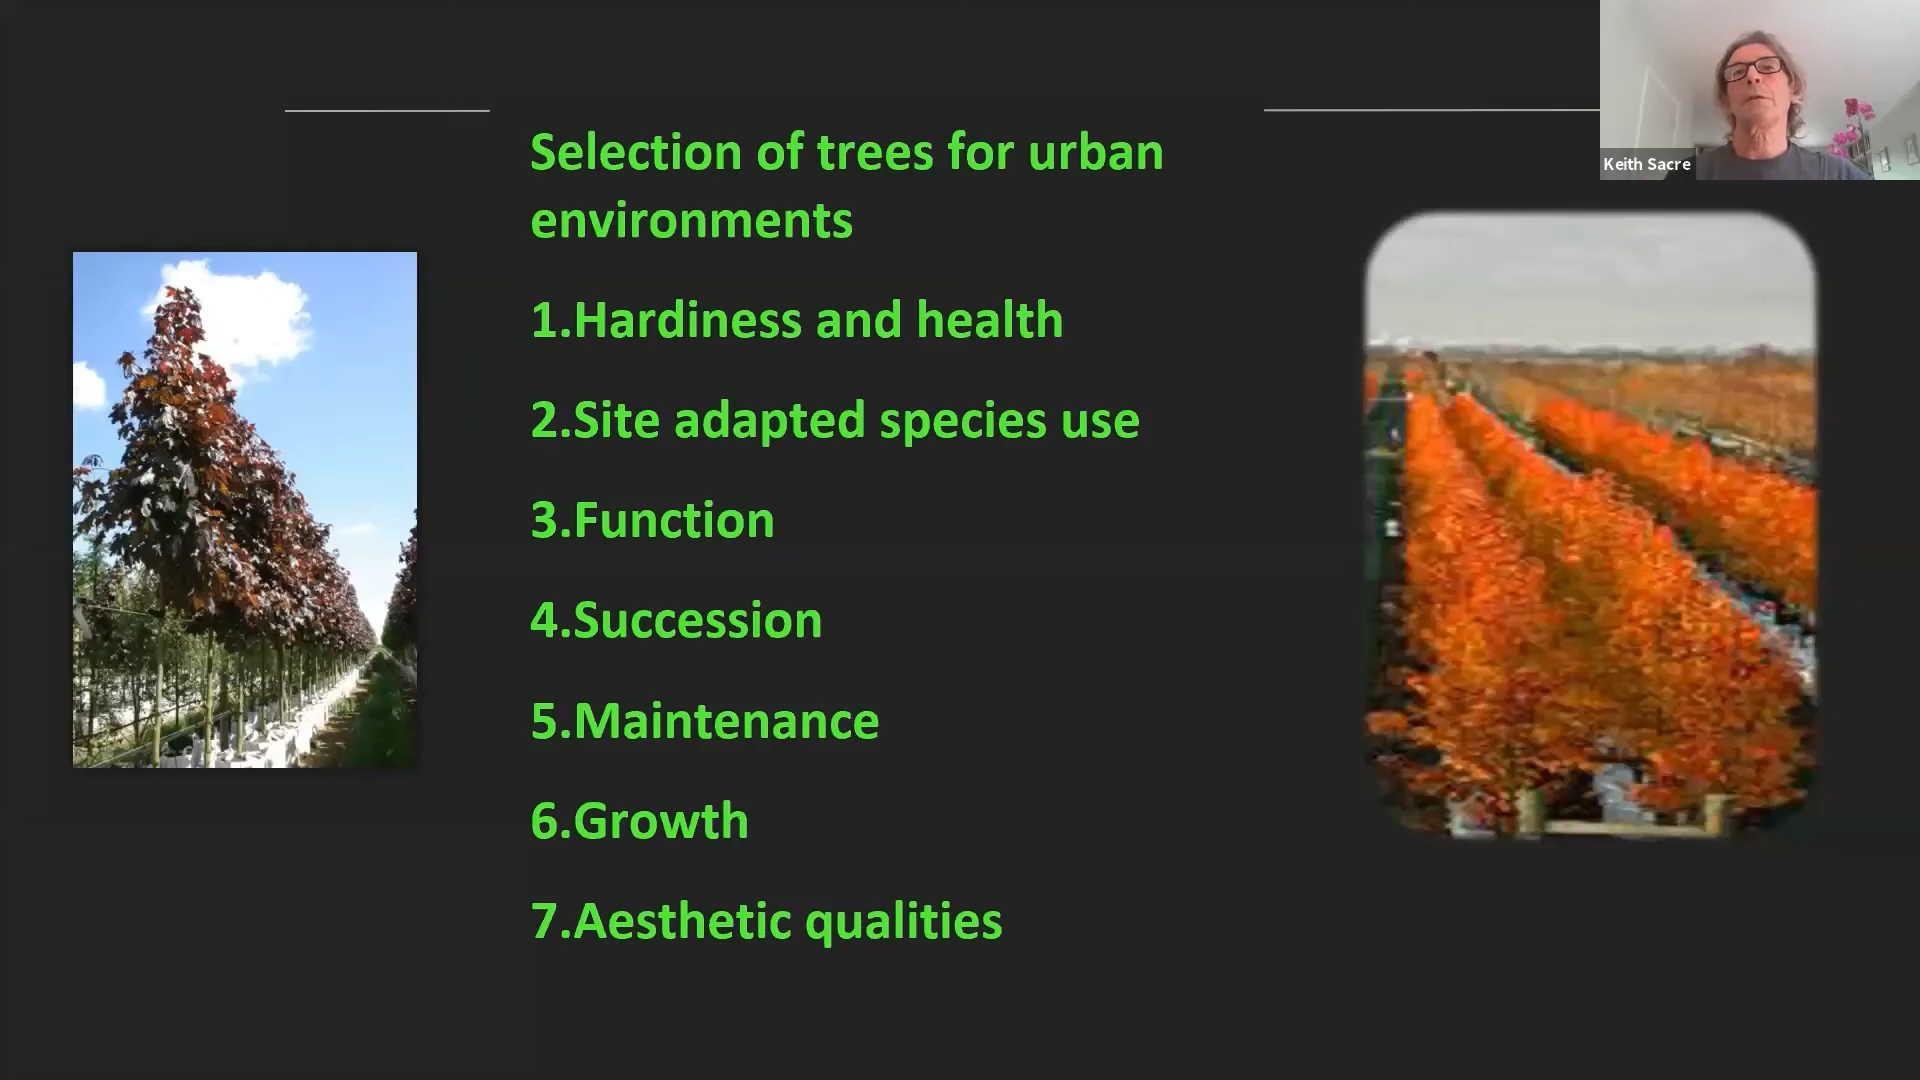 Selection of trees for urban
environments
1.Hardiness and health
2.Site adapted species use
3.Function
4.Succession
5.Maintenance
6.Growth
7.Aesthetic qualities
Keith Sacre